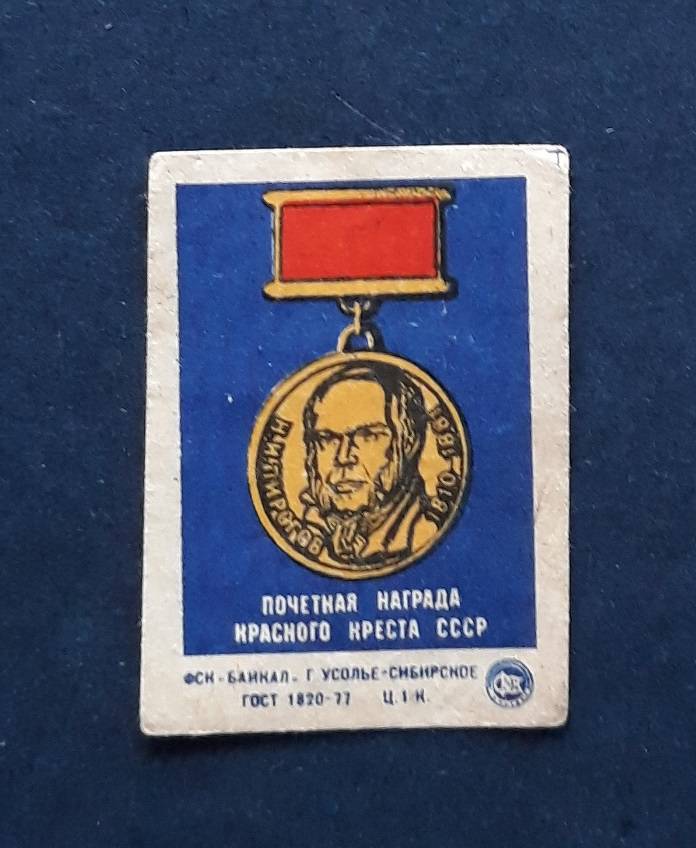 Н.И.ПИРОГОВ
1810-1881
ПОЧЕТНАЯ НАГРАДА
КРАСНОГО КРЕСТА СССР
ФСК „БАЙКАЛ„ Г УСОЛЬЕ-СИБИРСКОЕ
ГОСТ 1820-77 Ц.1 К.